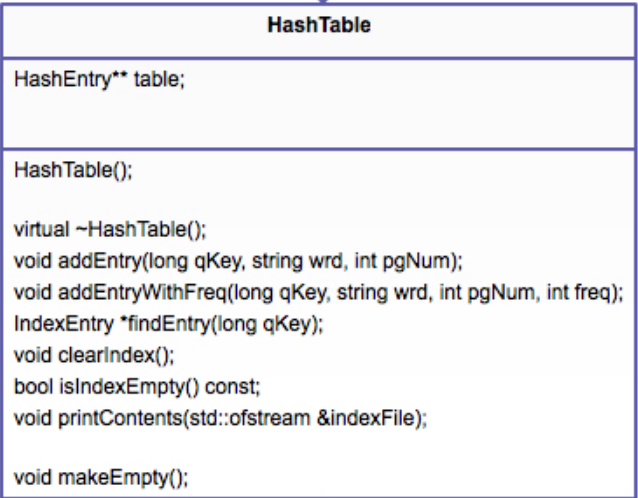 HashTable
HashEntry** table;
HashTable();
virtual ~HashTable();
void addEntry(long qKey, string wrd, int pgNum);
void addEntryWithFreq(long qKey, string wrd, int pgNum, int freq);
IndexEntry *findEntry(long qKey);
void clearIndex();
bool isIndexEmpty() const;
void printContents(std::ofstream &indexFile);
void makeEmpty();